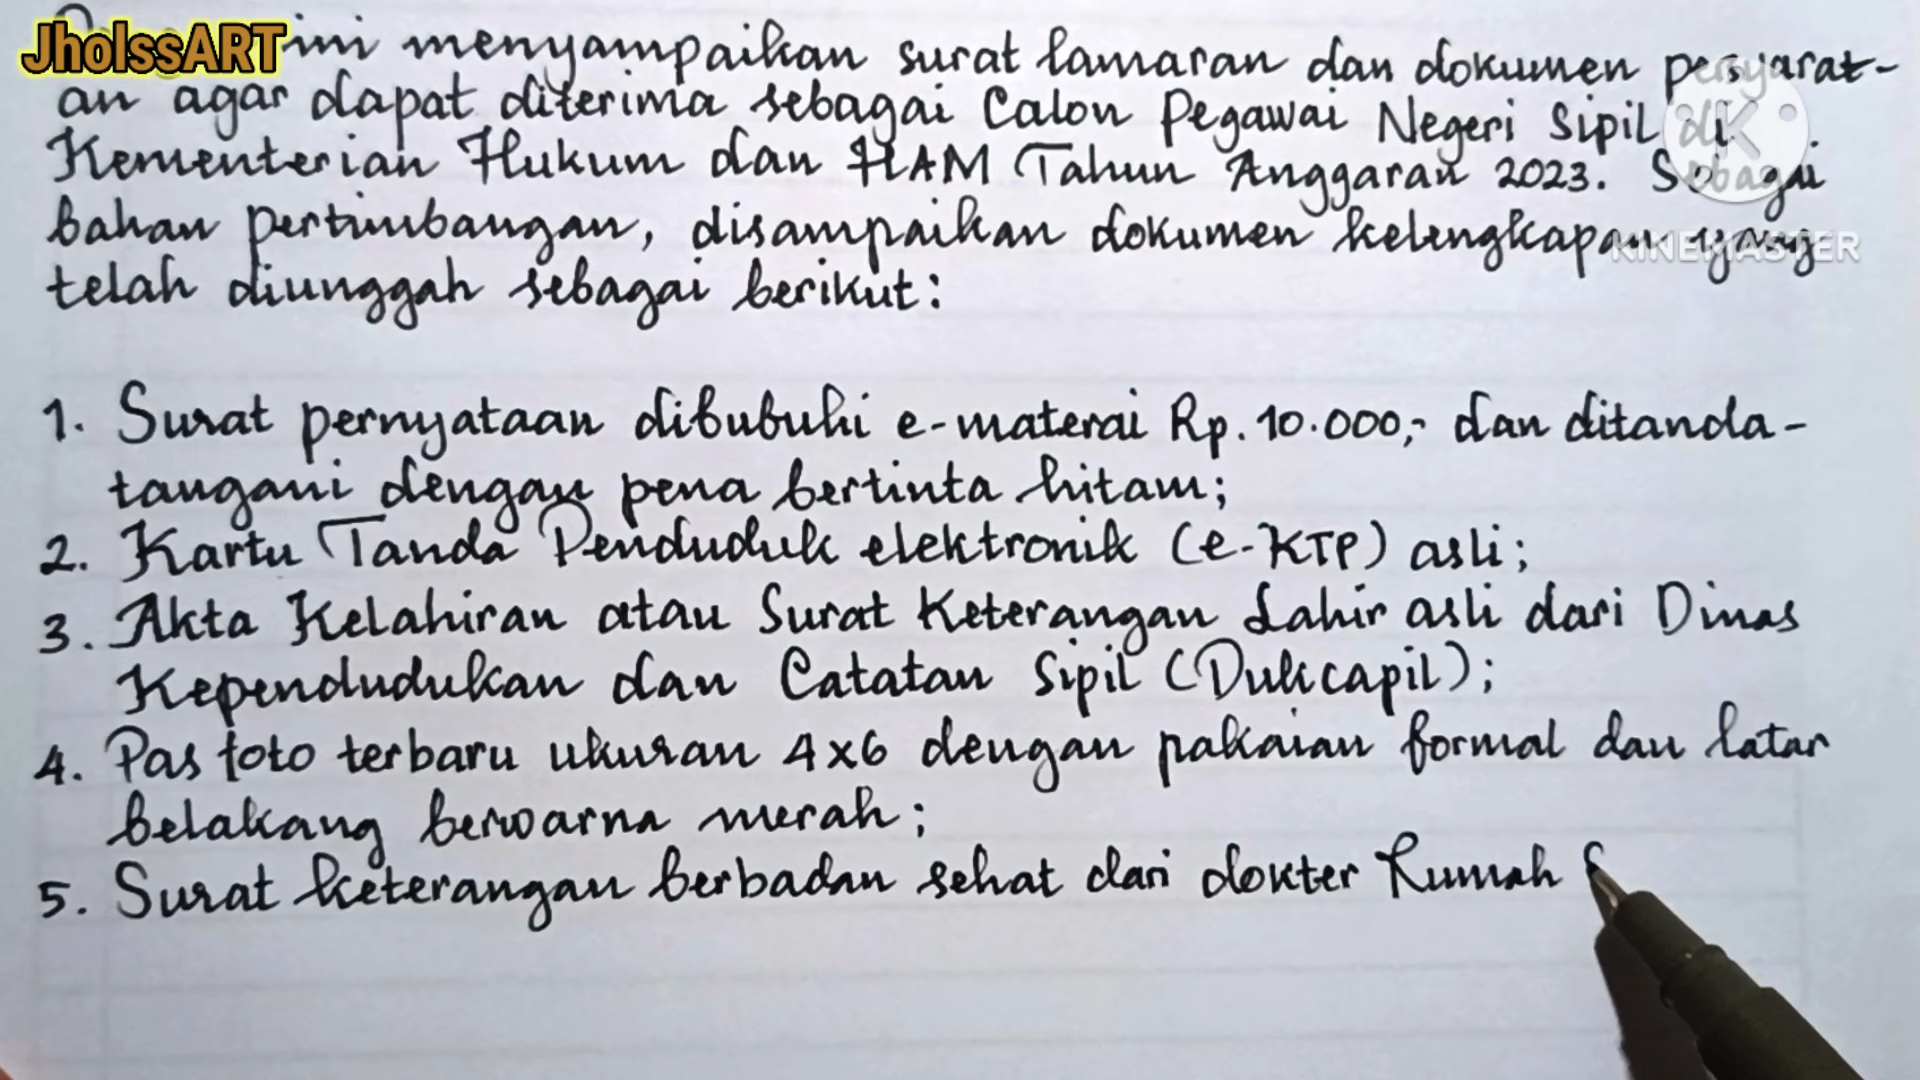 JhoIssART
ini menyampaikan surat lamaran dan dokumen persyarat-
an agar dapat diterima sebagai Calon Pegawai Negeri Sipil di
Kementerian Hukum dan HAM Tahun Anggaran 2023. Sebagai
bahan pertimbangan, disampaikan dokumen kelengkapan yang
KINEMASTER
telah diunggah sebagai berikut:
1. Surat pernyataan dibubuhi e-materai Rp. 10.000,- dan ditanda-
tangani dengan pena bertinta hitam;
2. Kartu Tanda Penduduk elektronik (e-KTP) asli;
3. Akta Kelahiran atau Surat Keterangan Lahir asli dari Dinas
Kependudukan dan Catatan Sipil (Dukcapil);
4. Pas foto terbaru ukuran 4x6 dengan pakaian formal dan latar
belakang berwarna merah;
5. Surat keterangan berbadan sehat dari dokter Rumah S